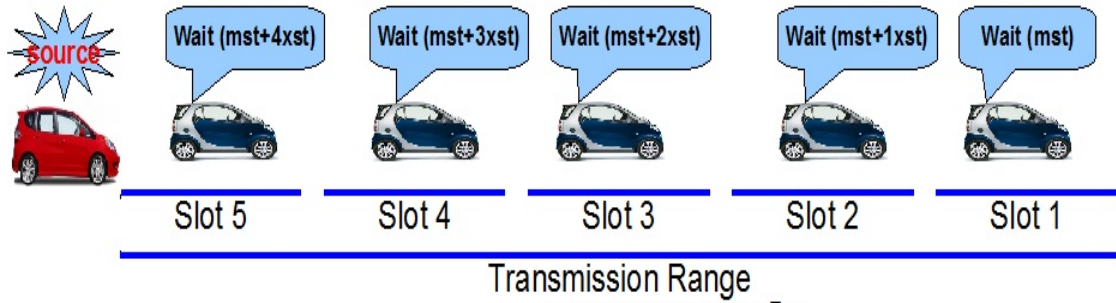 source
Wait (mst+4xst)
Wait (mst+3xst)
Wait (mst+2xst)
Wait (mst+1xst)
Wait (mst)
Slot 5
Slot 4
Slot 3
Slot 2
Slot 1
Transmission Range